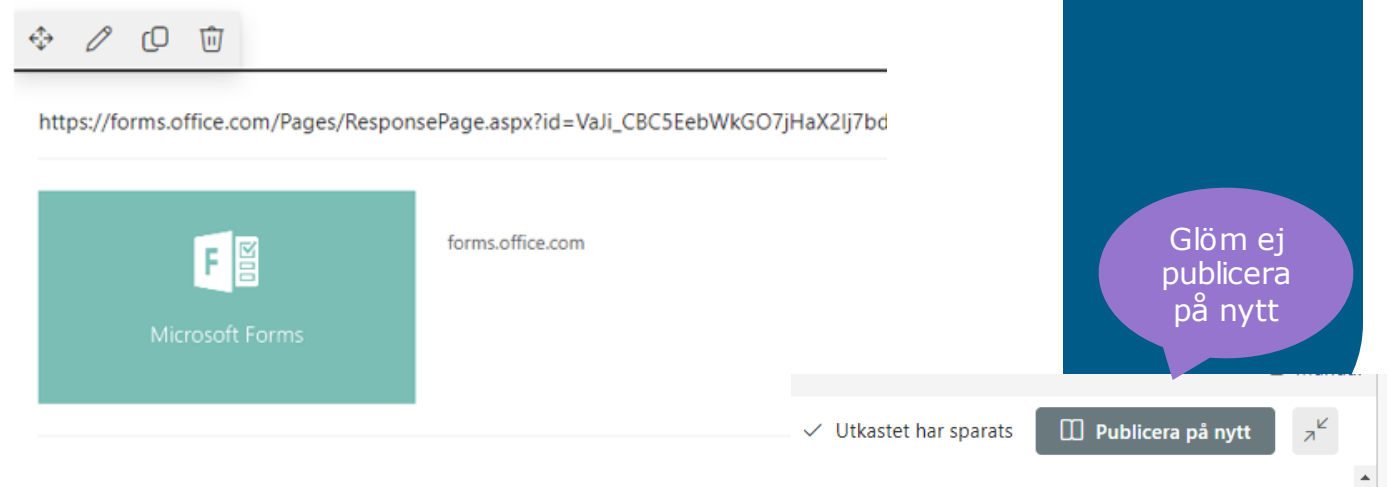 https://forms.office.com/Pages/ResponsePage.aspx?id=VaJi_CBC5EebWkGO7jHaX2Ij7bd
F
Microsoft Forms
forms.office.com
Glöm ej
publicera
på nytt
Utkastet har sparats
Publicera på nytt